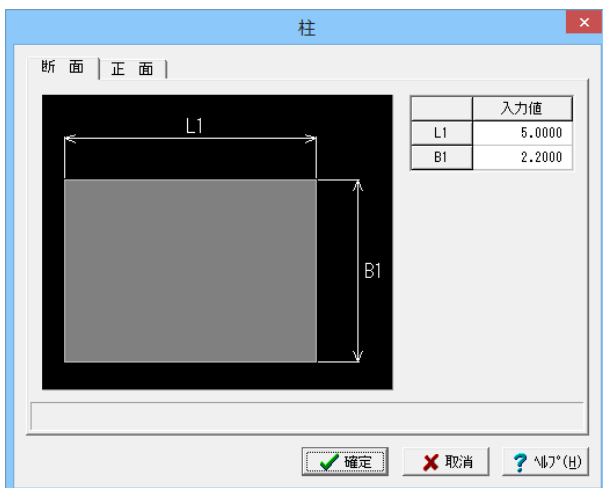 柱
断 面
正 面
L1
B1
入力値
L1 5.0000
B1 2.2000
確定
取消
? ﾍﾙﾌﾟ(H)